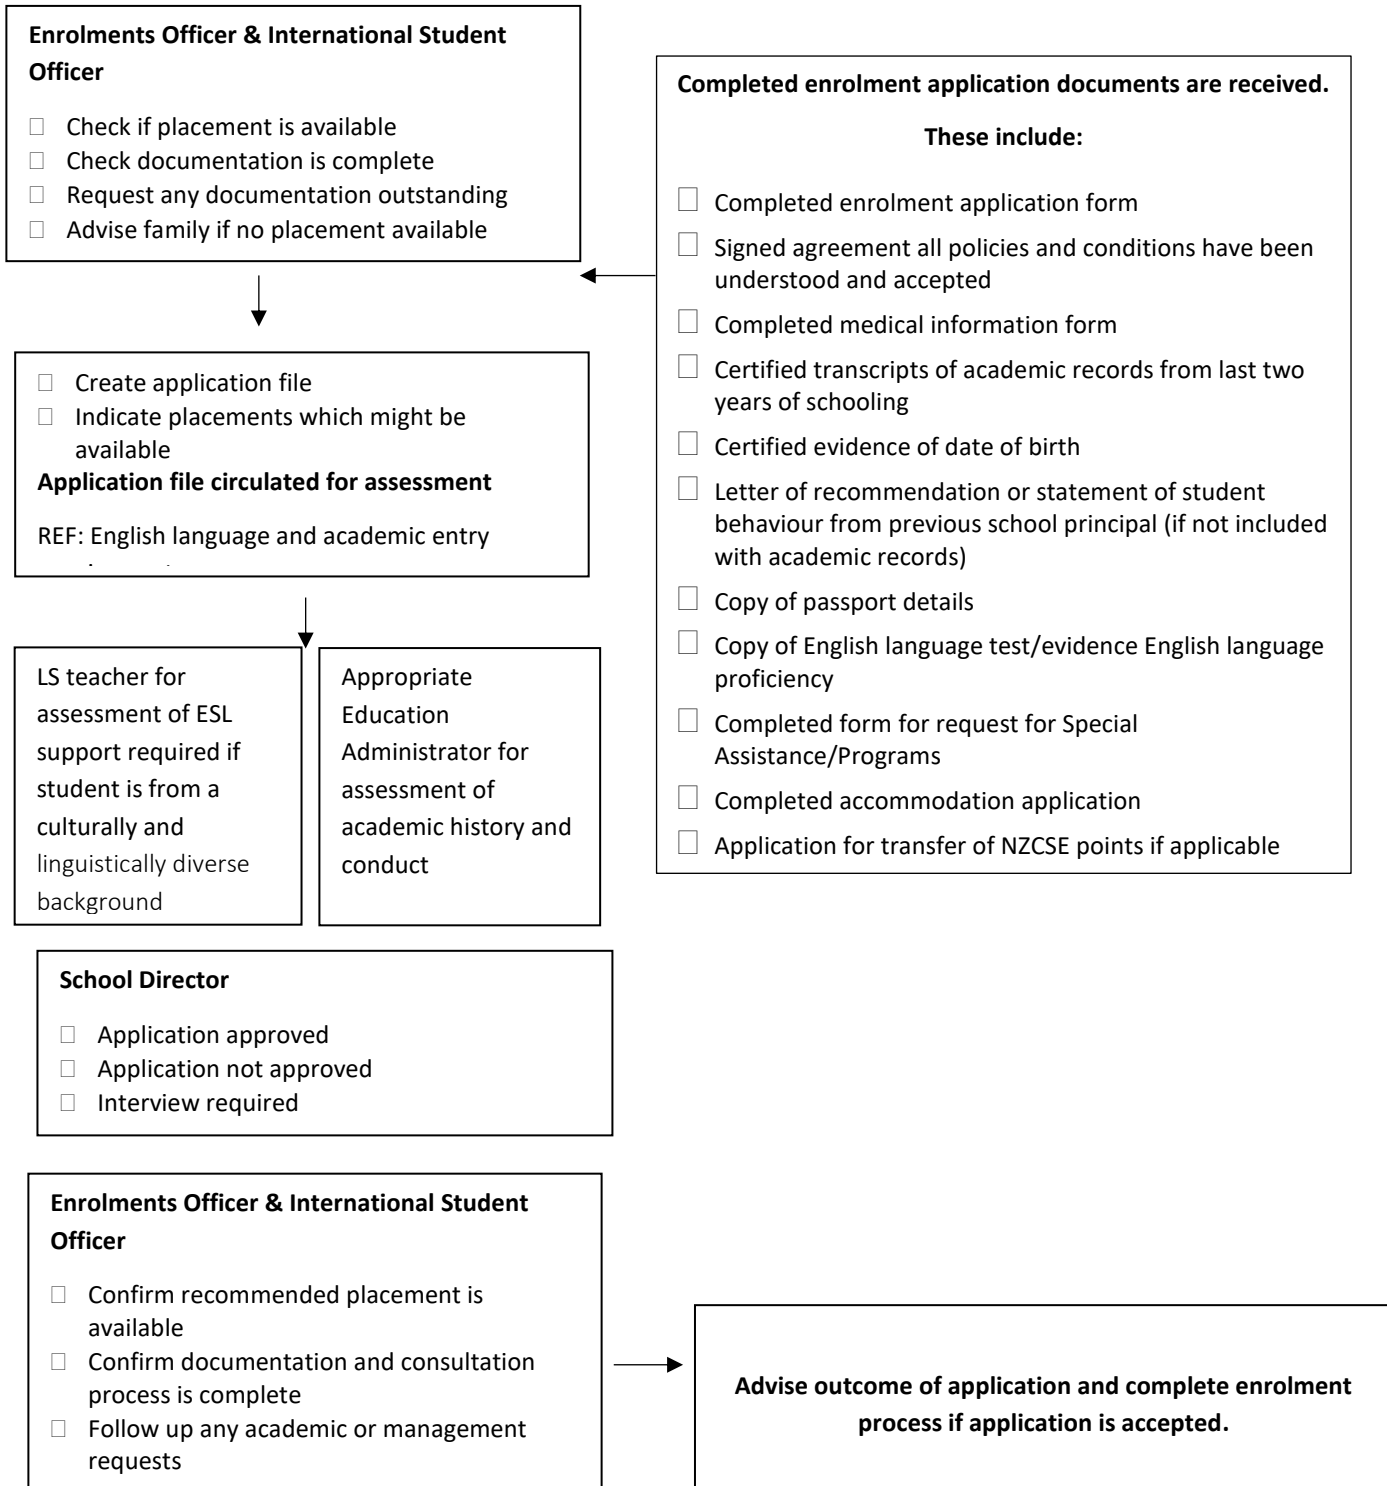 Enrolments Officer & International Student
Officer
Check if placement is available
Check documentation is complete
Request any documentation outstanding
Advise family if no placement available
Completed enrolment application documents are received.
These include:
Completed enrolment application form
Signed agreement all policies and conditions have been
understood and accepted
Completed medical information form
Certified transcripts of academic records from last two
years of schooling
Certified evidence of date of birth
Letter of recommendation or statement of student
behaviour from previous school principal (if not included
with academic records)
Copy of passport details
Copy of English language test/evidence English language
proficiency
Completed form for request for Special
Assistance/Programs
Completed accommodation application
Application for transfer of NZCSE points if applicable
Create application file
Indicate placements which might be
available
Application file circulated for assessment
REF: English language and academic entry
LS teacher for
assessment of ESL
support required if
student is from a
culturally and
linguistically diverse
background
Appropriate
Education
Administrator for
assessment of
academic history and
conduct
School Director
Application approved
Application not approved
Interview required
Enrolments Officer & International Student
Officer
Confirm recommended placement is
available
Confirm documentation and consultation
process is complete
Follow up any academic or management
requests
Advise outcome of application and complete enrolment
process if application is accepted.